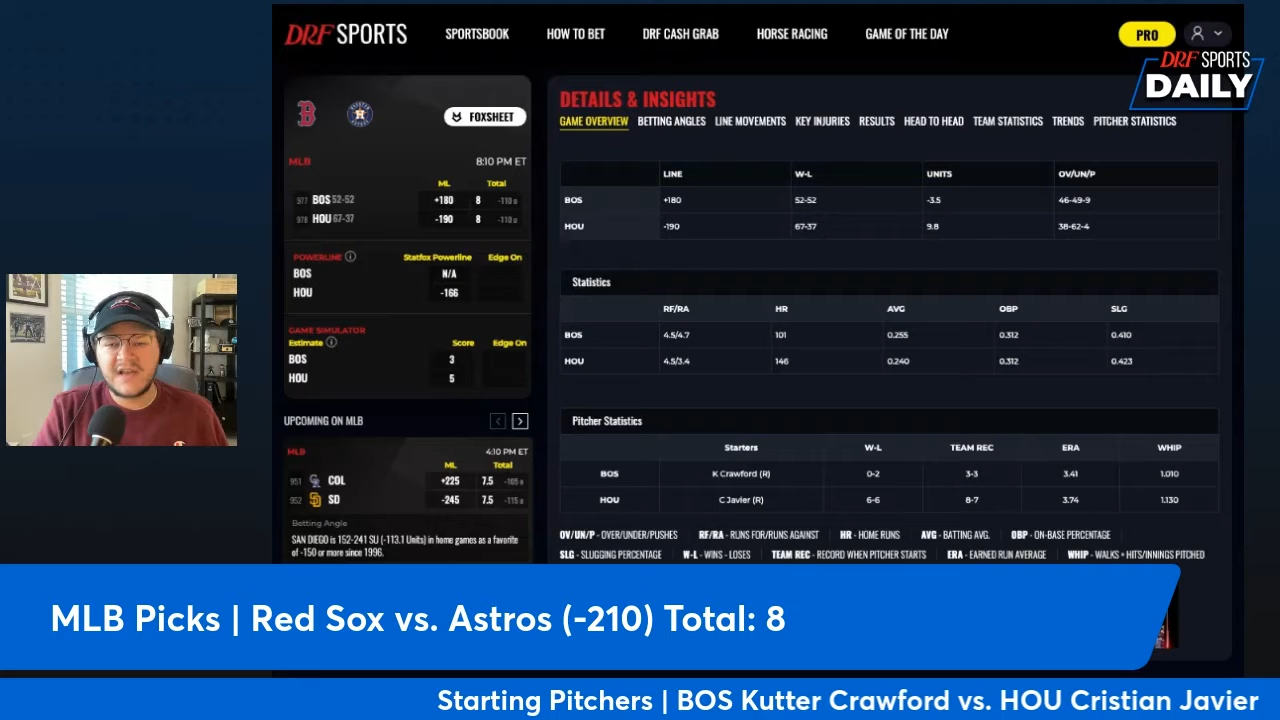 DRF SPORTS SPORTSBOOK HOW TO BET DRF CASH GRAB HORSE RACING GAME OF THE DAY PRO
DRF SPORTS
DAILY
B H FOXSHEET
MLB 8:10 PM ET
ML Total
977 BOS 52-52 +180 8 -110 o
978 HOU 67-37 -190 8 -110 u
POWERLINE Statfox Powerline Edge On
BOS N/A
HOU -166
GAME SIMULATOR
Estimate Score Edge On
BOS 3
HOU 5
UPCOMING ON MLB
MLB 4:10 PM ET
ML Total
951 COL +225 7.5 -105 o
952 SD -245 7.5 -115 u
Betting Angle
SAN DIEGO is 152-241 SU (-113.1 Units) in home games as a favorite
of -150 or more since 1996.
DETAILS & INSIGHTS
GAME OVERVIEW BETTING ANGLES LINE MOVEMENTS KEY INJURIES RESULTS HEAD TO HEAD TEAM STATISTICS TRENDS PITCHER STATISTICS
LINE W-L UNITS OV/UN/P
BOS +180 52-52 -3.5 46-49-9
HOU -190 67-37 9.8 38-62-4
Statistics
RF/RA HR AVG OBP SLG
BOS 4.5/4.7 101 0.255 0.312 0.410
HOU 4.5/3.4 146 0.240 0.312 0.423
Pitcher Statistics
Starters W-L TEAM REC ERA WHIP
BOS K Crawford (R) 0-2 3-3 3.41 1.010
HOU C Javier (R) 6-6 8-7 3.74 1.130
OV/UN/P - OVER/UNDER/PUSHES RF/RA - RUNS FOR/RUNS AGAINST HR - HOME RUNS AVG - BATTING AVG. OBP - ON-BASE PERCENTAGE
SLG - SLUGGING PERCENTAGE W-L - WINS - LOSES TEAM REC - RECORD WHEN PITCHER STARTS ERA - EARNED RUN AVERAGE WHIP - WALKS + HITS/INNINGS PITCHED
MLB Picks | Red Sox vs. Astros (-210) Total: 8
Starting Pitchers | BOS Kutter Crawford vs. HOU Cristian Javier